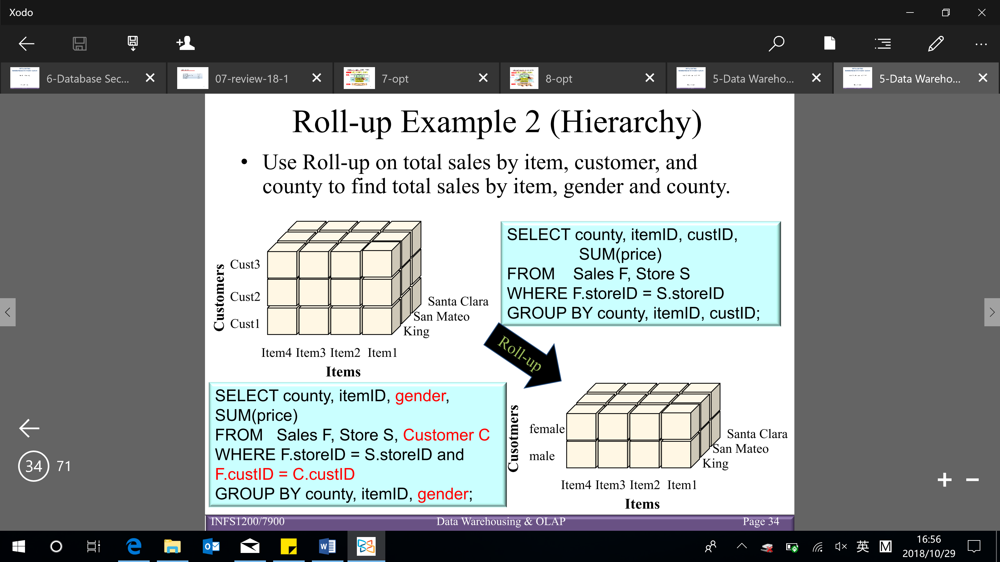 Xodo
6-Database Sec...
07-review-18-1
7-opt
8-opt
5-Data Wareho...
5-Data Wareho...
Roll-up Example 2 (Hierarchy)
• Use Roll-up on total sales by item, customer, and
county to find total sales by item, gender and county.
Customers
Cust3
Cust2
Cust1
Santa Clara
San Mateo
King
Item4 Item3 Item2 Item1
Items
SELECT county, itemID, custID,
SUM(price)
FROM Sales F, Store S
WHERE F.storeID = S.storeID
GROUP BY county, itemID, custID;
Roll-up
SELECT county, itemID, gender,
SUM(price)
FROM Sales F, Store S, Customer C
WHERE F.storeID = S.storeID and
F.custID = C.custID
GROUP BY county, itemID, gender;
Cusotmers
female
male
Santa Clara
San Mateo
King
Item4 Item3 Item2 Item1
Items
34 71
INFS1200/7900 Data Warehousing & OLAP Page 34
英 M
16:56
2018/10/29